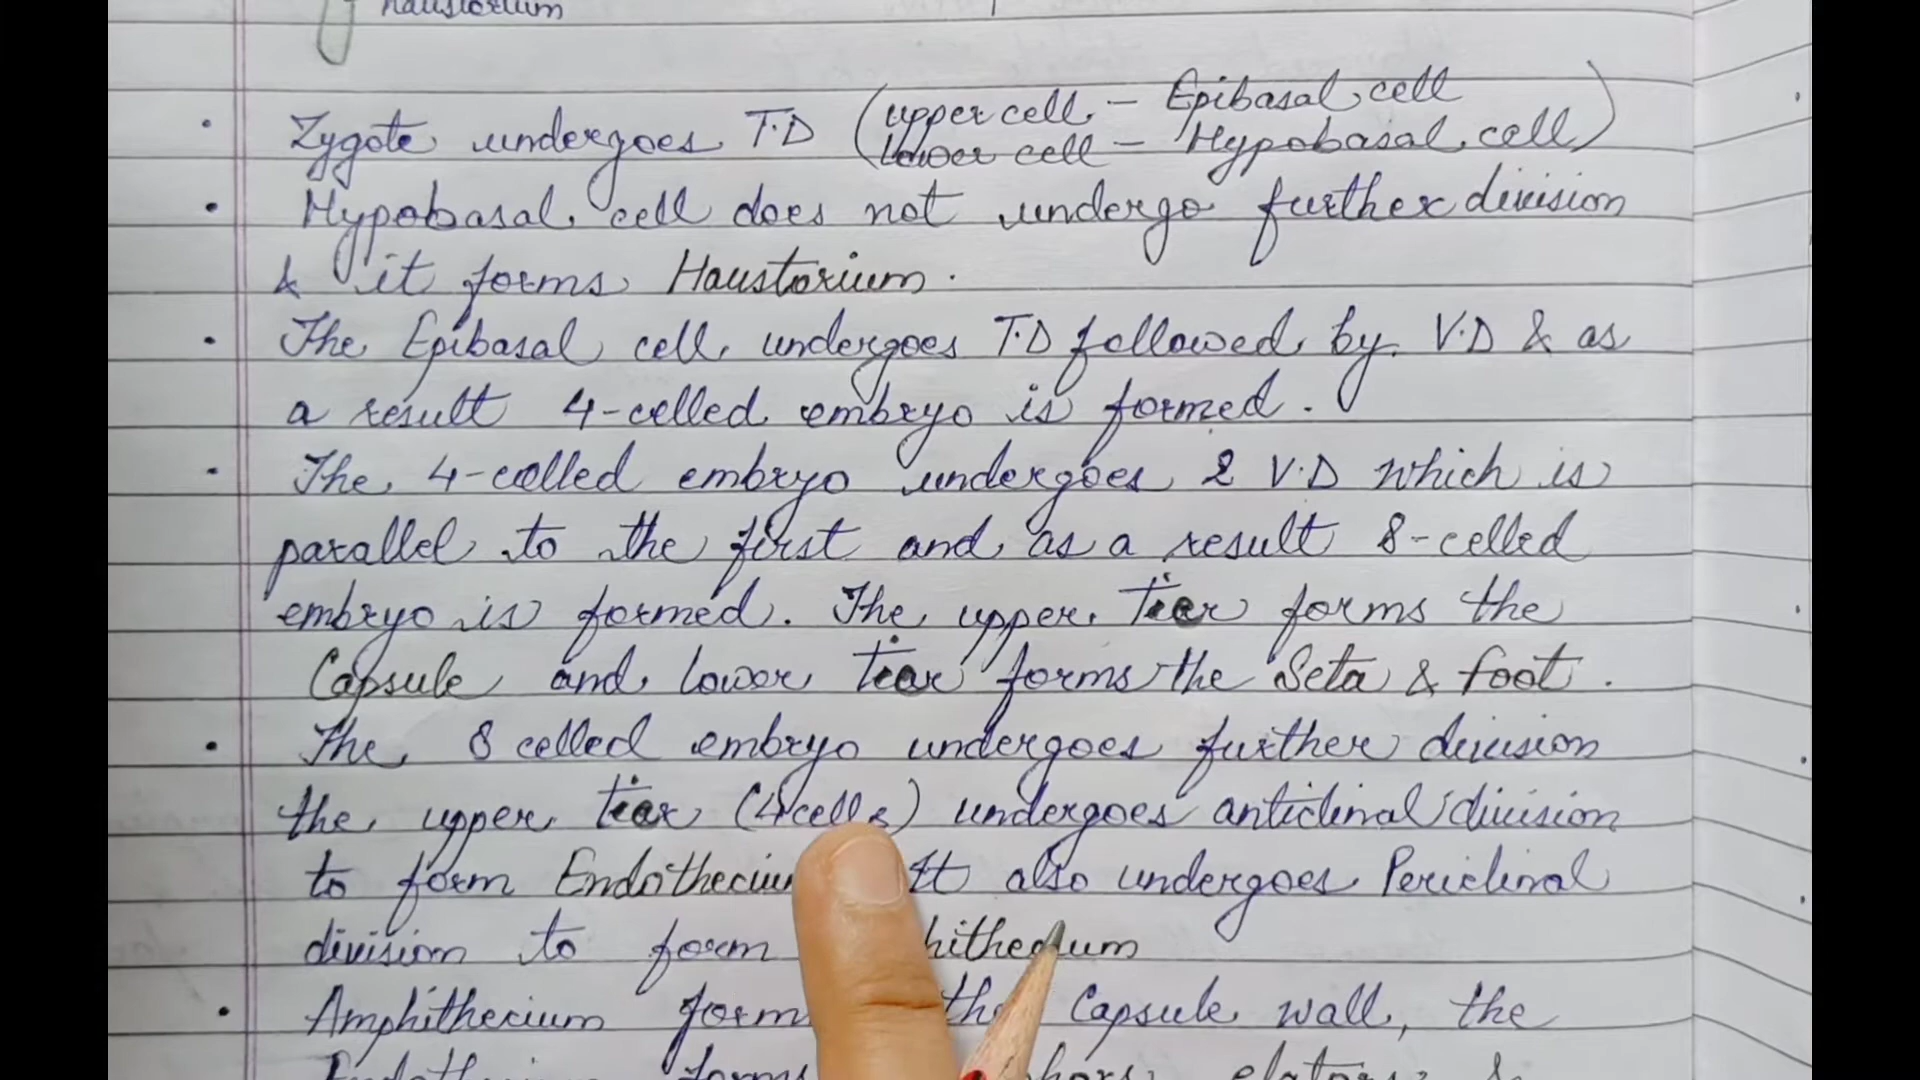 haustorium
Zygote undergoes T.D (upper cell - Epibasal cell
lower cell - Hypobasal cell)
• Hypobasal cell does not undergo further division
& it forms Haustorium.
• The Epibasal cell undergoes T.D followed by V.D & as
a result 4-celled embryo is formed.
• The 4-celled embryo undergoes 2 V.D which is
parallel to the first and as a result 8-celled
embryo is formed. The upper tier forms the
Capsule and lower tier forms the Seta & foot.
• The 8 celled embryo undergoes further division
the upper tier (4 cells) undergoes anticlinal division
to form Endothecium It also undergoes Periclinal
division to form hithecium
• Amphithecium form the Capsule wall, the
forms elaters &